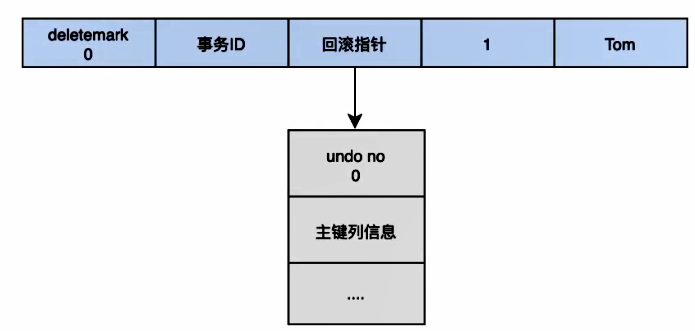 deletemark
0
事务ID
回滚指针
1
Tom
undo no
0
主键列信息
....